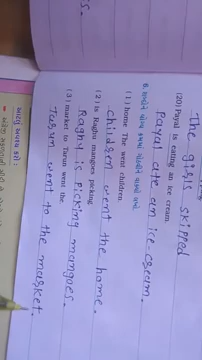 The girls skipped
(20) Payal is eating an ice cream.
Payal ate an ice-cream.
(1) home The went children
children went the home.
(2) is Raghu mangoes picking
Raghu is picking mangoes.
(3) market to Tarun went the.
Tarun went to the market.